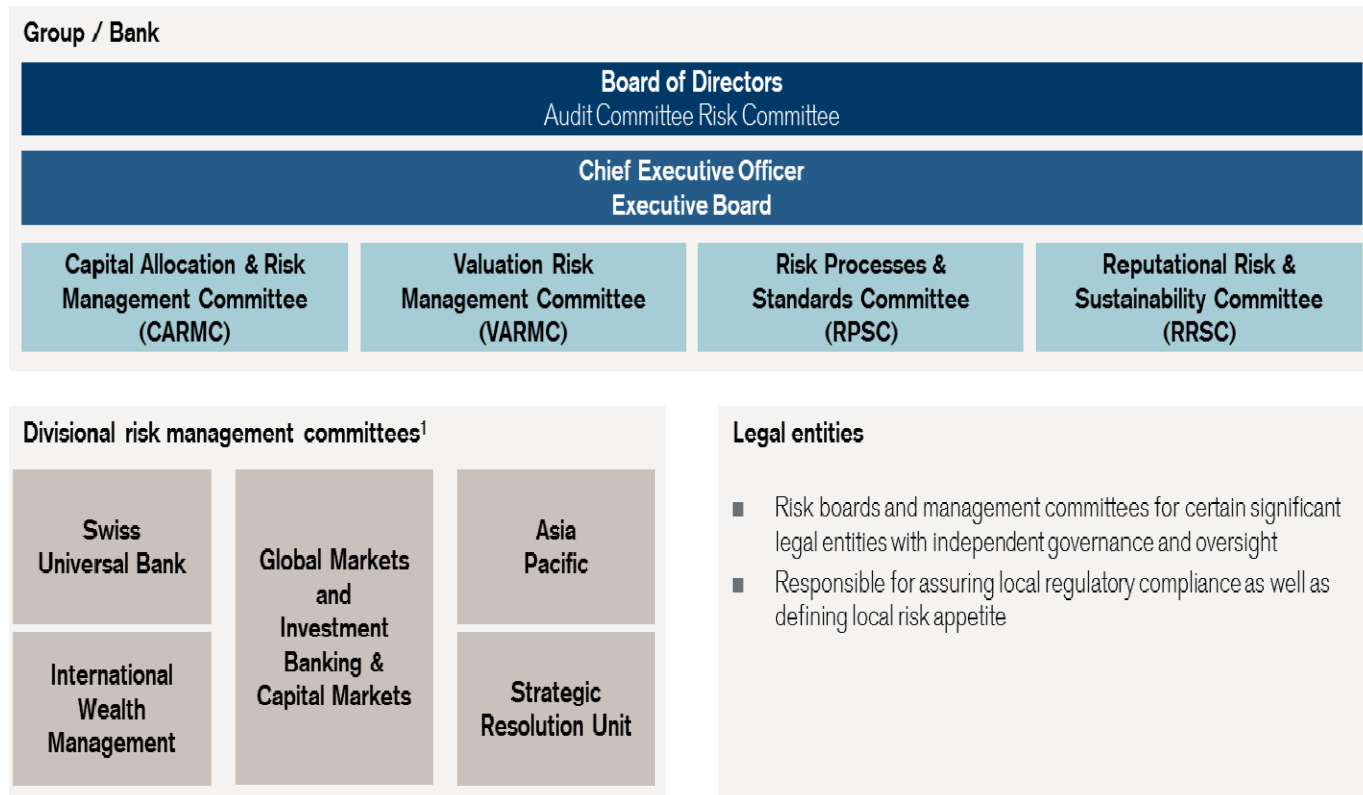 Group / Bank
Board of Directors
Audit Committee Risk Committee
Chief Executive Officer
Executive Board
Capital Allocation & Risk
Management Committee
(CARMC)
Valuation Risk
Management Committee
(VARMC)
Risk Processes &
Standards Committee
(RPSC)
Reputational Risk &
Sustainability Committee
(RRSC)
Divisional risk management committees¹
Swiss
Universal Bank
International
Wealth
Management
Global Markets
and
Investment
Banking &
Capital Markets
Asia
Pacific
Strategic
Resolution Unit
Legal entities
■ Risk boards and management committees for certain significant
legal entities with independent governance and oversight
■ Responsible for assuring local regulatory compliance as well as
defining local risk appetite